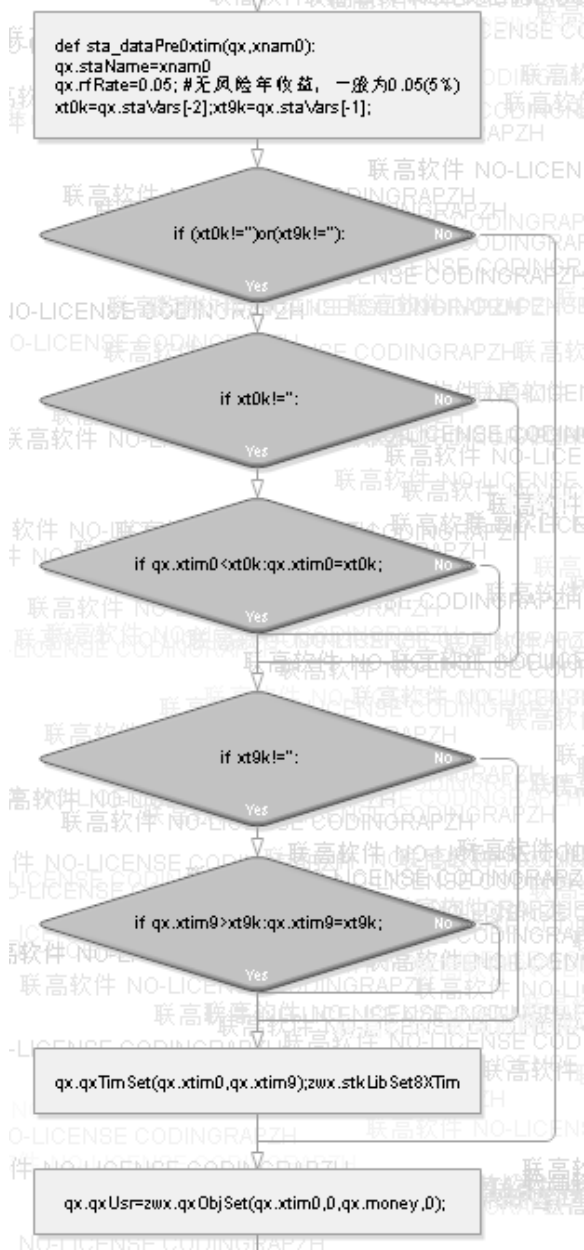 def sta_dataPre0xtim(qx,xnam0):
qx.staName=xnam0
qx.rfRate=0.05; #无风险年收益，一般为0.05(5%)
xt0k=qx.staVars[-2];xt9k=qx.staVars[-1];
if (xt0k!='')or(xt9k!=''):
No
Yes
if xt0k!='':
No
Yes
if qx.xtim0<xt0k:qx.xtim0=xt0k;
No
Yes
if xt9k!='':
No
Yes
if qx.xtim9>xt9k:qx.xtim9=xt9k;
No
Yes
qx.qxTimSet(qx.xtim0,qx.xtim9);zwx.stkLibSet8XTim
qx.qxUsr=zwx.qxObjSet(qx.xtim0,0,qx.money,0);